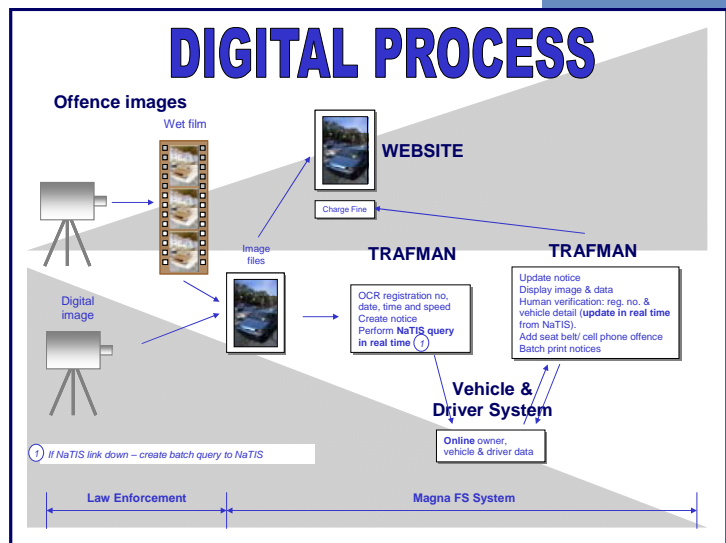 DIGITAL PROCESS
Offence images
Wet film
WEBSITE
Charge Fine
Image
files
TRAFMAN
TRAFMAN
Digital
image
OCR registration no,
date, time and speed
Create notice
Perform NaTIS query
in real time 1
Update notice
Display image & data
Human verification: reg. no. &
vehicle detail (update in real time
from NaTIS).
Add seat belt/ cell phone offence
Batch print notices
Vehicle &
Driver System
Online owner,
vehicle & driver data
1 If NaTIS link down – create batch query to NaTIS
Law Enforcement
Magna FS System